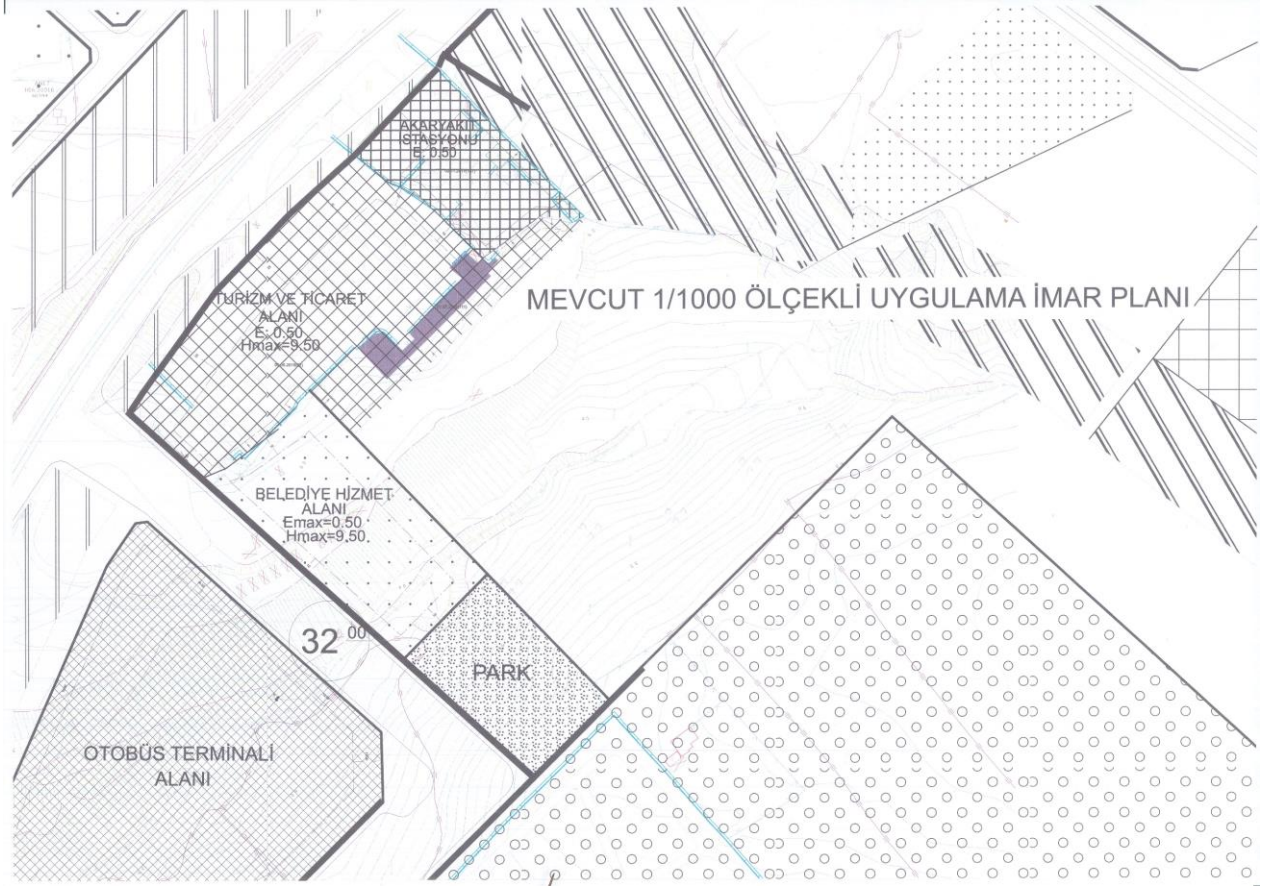 AKARYAKIT
STASYONU
E: 0.50
TURİZM VE TİCARET
ALANI
E: 0.50
Hmax=9.50
MEVCUT 1/1000 ÖLÇEKLİ UYGULAMA İMAR PLANI
BELEDİYE HİZMET
ALANI
Emax=0.50
Hmax=9.50
32 00
PARK
OTOBÜS TERMİNALİ
ALANI